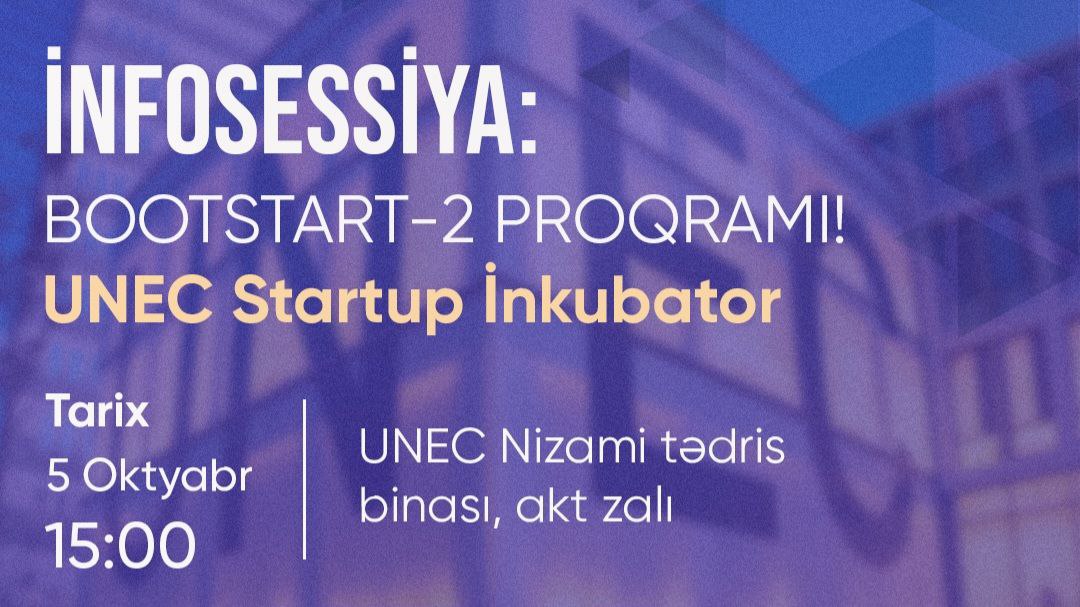 İNFOSESSİYA:
BOOTSTART-2 PROQRAMI!
UNEC Startup İnkubator
Tarix
5 Oktyabr
15:00
UNEC Nizami tədris
binası, akt zalı